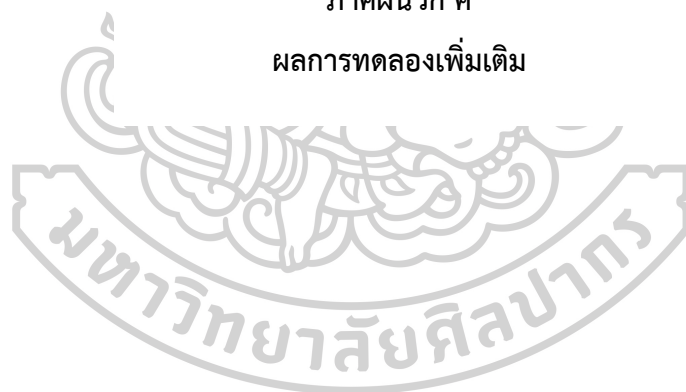 ภาคผนวก ค
ผลการทดลองเพิ่มเติม
มหาวิทยาลัยศิลปากร